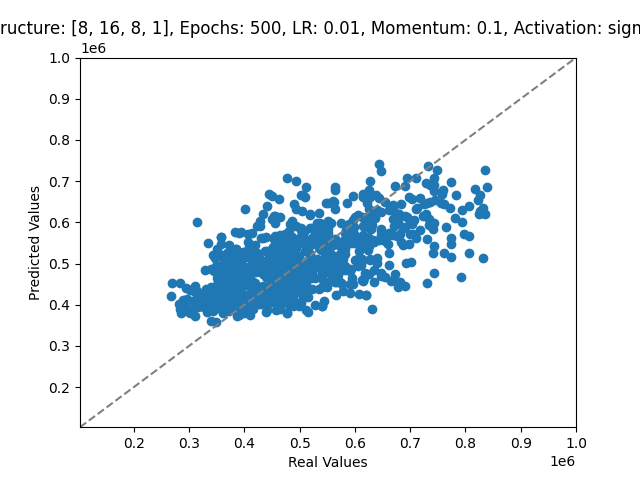 ructure: [8, 16, 8, 1], Epochs: 500, LR: 0.01, Momentum: 0.1, Activation: sign
1e6
1.0
0.9
0.8
0.7
0.6
0.5
0.4
0.3
0.2
Predicted Values
0.2 0.3 0.4 0.5 0.6 0.7 0.8 0.9 1.0
Real Values
1e6